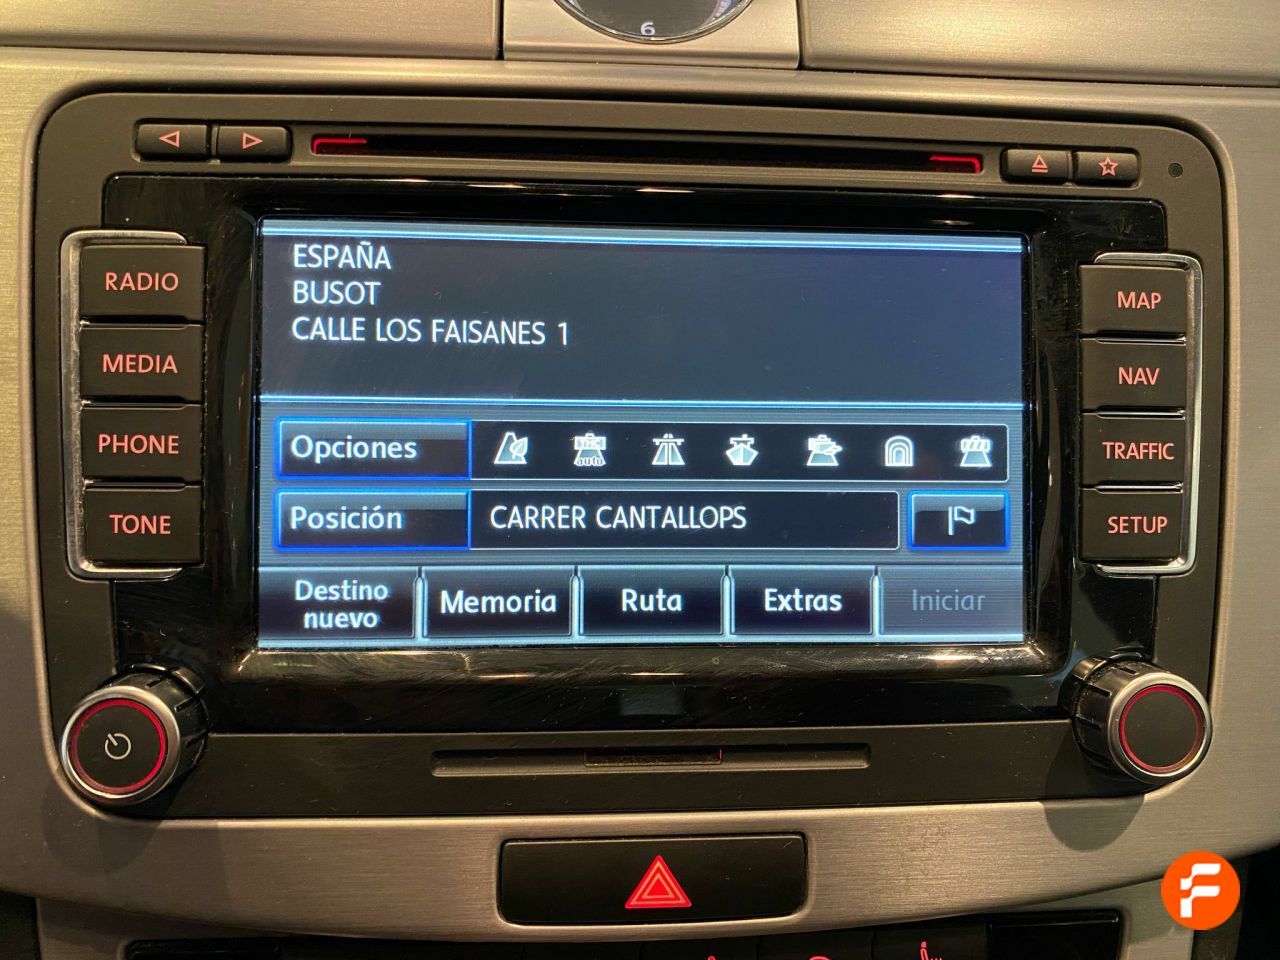 6
RADIO
MEDIA
PHONE
TONE
ESPAÑA
BUSOT
CALLE LOS FAISANES 1
Opciones
auto
Posición
CARRER CANTALLOPS
Destino
nuevo
Memoria
Ruta
Extras
Iniciar
MAP
NAV
TRAFFIC
SETUP
F